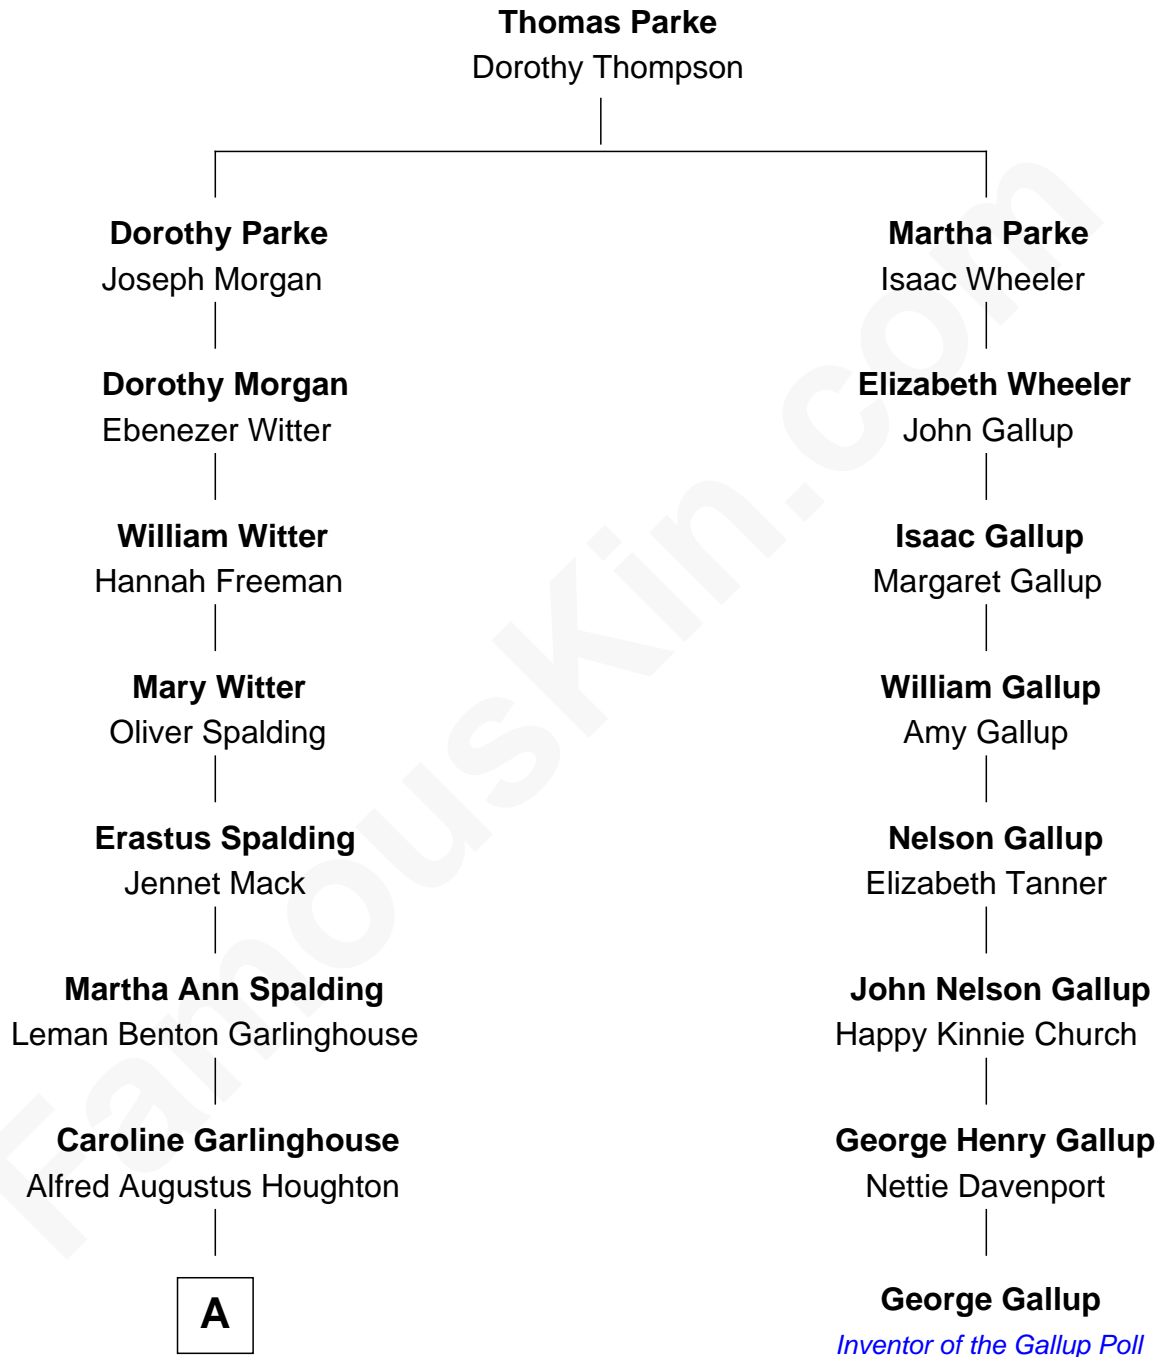 Thomas Parke
Dorothy Thompson
Dorothy Parke
Joseph Morgan
Martha Parke
Isaac Wheeler
Dorothy Morgan
Ebenezer Witter
Elizabeth Wheeler
John Gallup
William Witter
Hannah Freeman
Isaac Gallup
Margaret Gallup
Mary Witter
Oliver Spalding
William Gallup
Amy Gallup
Erastus Spalding
Jennet Mack
Nelson Gallup
Elizabeth Tanner
Martha Ann Spalding
Leman Benton Garlinghouse
John Nelson Gallup
Happy Kinnie Church
Caroline Garlinghouse
Alfred Augustus Houghton
George Henry Gallup
Nettie Davenport
A
George Gallup
Inventor of the Gallup Poll
FamousKin.com